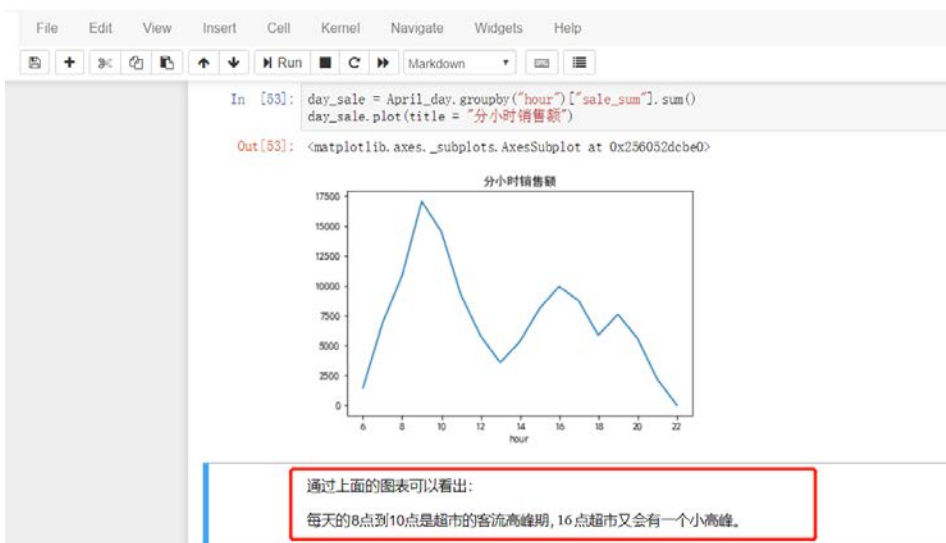 File Edit View Insert Cell Kernel Navigate Widgets Help
Run Markdown
In [53]: day_sale = April_day.groupby("hour")["sale_sum"].sum()
day_sale.plot(title = "分小时销售额")
Out[53]: <matplotlib.axes._subplots.AxesSubplot at 0x256052dcbe0>
分小时销售额
17500
15000
12500
10000
7500
5000
2500
0
6 8 10 12 14 16 18 20 22
hour
通过上面的图表可以看出：
每天的8点到10点是超市的客流高峰期，16点超市又会有一个小高峰。